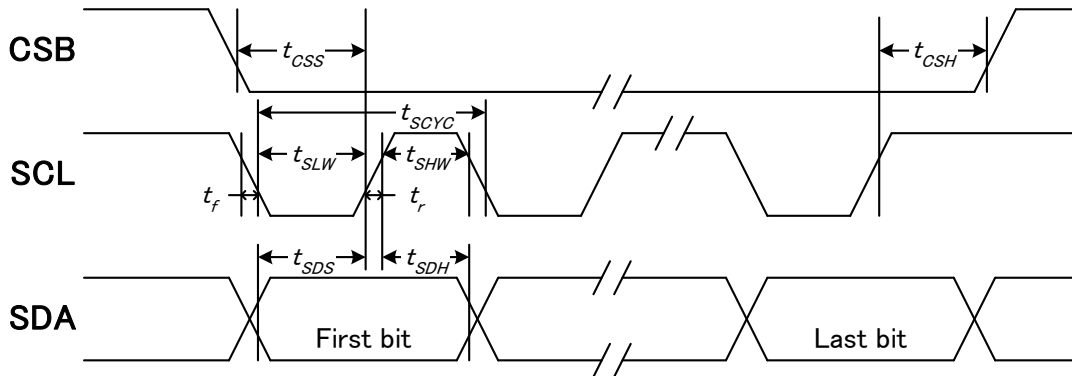 CSB
t_CSS
t_CSH
t_SCYC
SCL
t_SLW
t_SHW
t_f
t_r
t_SDS
t_SDH
SDA
First bit
Last bit